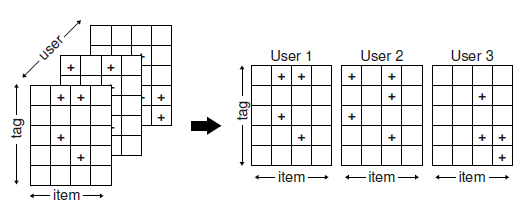 user
tag
item
User 1 User 2 User 3
+ + + + 
+ +
+ +
+ + + +
+
tag
item item item